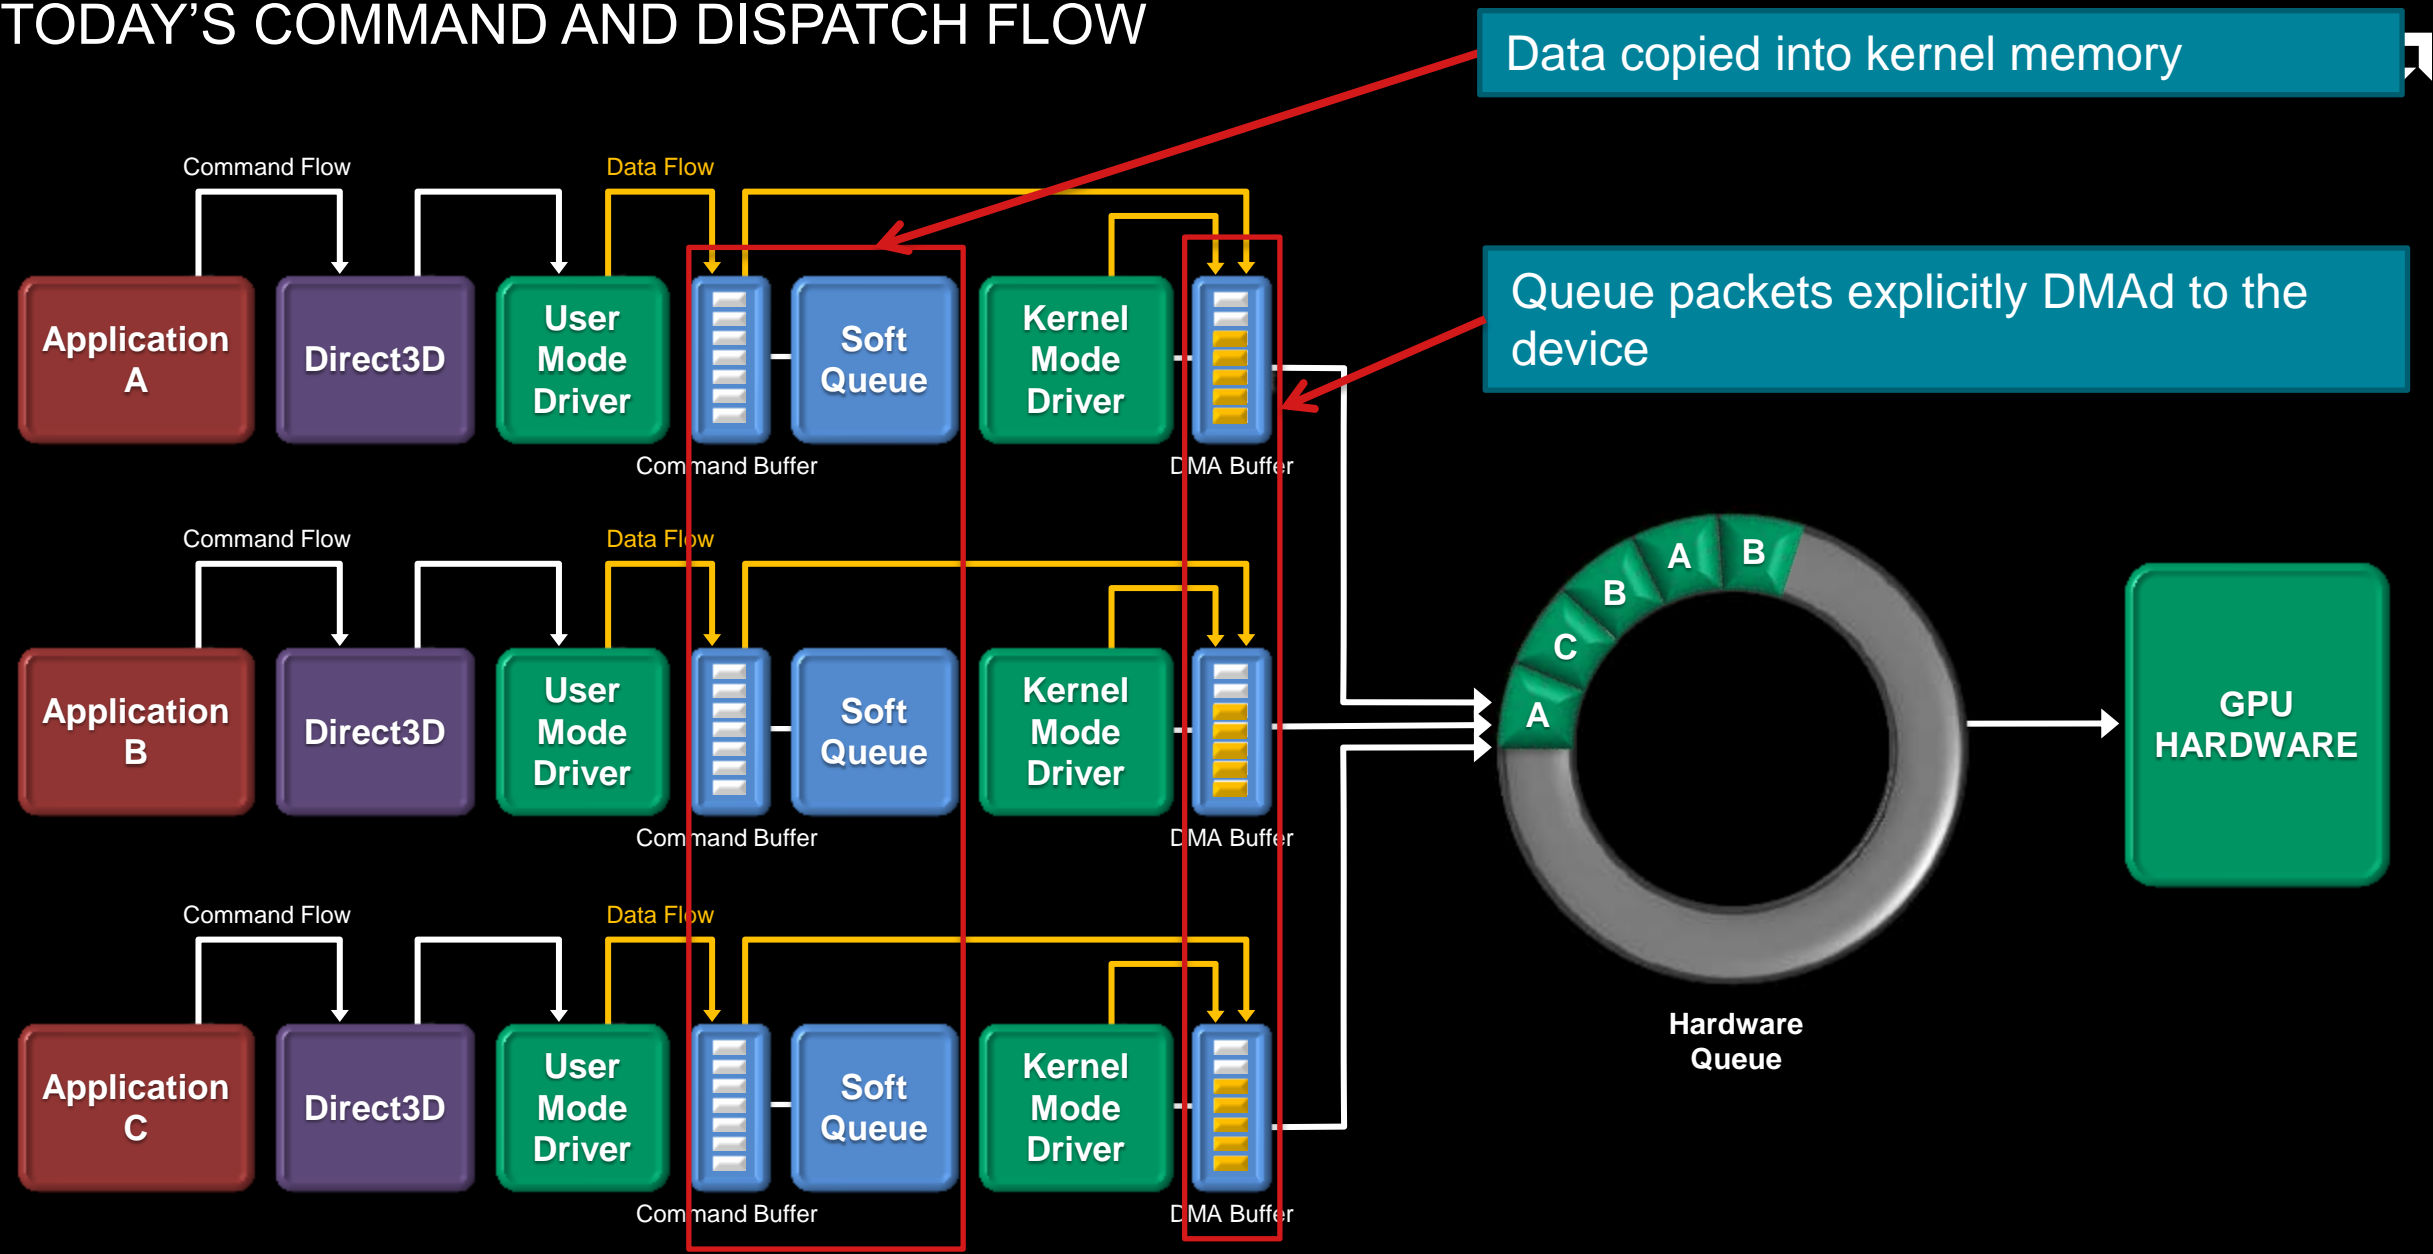 TODAY'S COMMAND AND DISPATCH FLOW
Data copied into kernel memory
Queue packets explicitly DMAd to the
device
Command Flow
Data Flow
Application
A
Direct3D
User
Mode
Driver
Soft
Queue
Kernel
Mode
Driver
Command Buffer
DMA Buffer
Command Flow
Data Flow
Application
B
Direct3D
User
Mode
Driver
Soft
Queue
Kernel
Mode
Driver
Command Buffer
DMA Buffer
Command Flow
Data Flow
Application
C
Direct3D
User
Mode
Driver
Soft
Queue
Kernel
Mode
Driver
Command Buffer
DMA Buffer
A
C
B
A
B
Hardware
Queue
GPU
HARDWARE